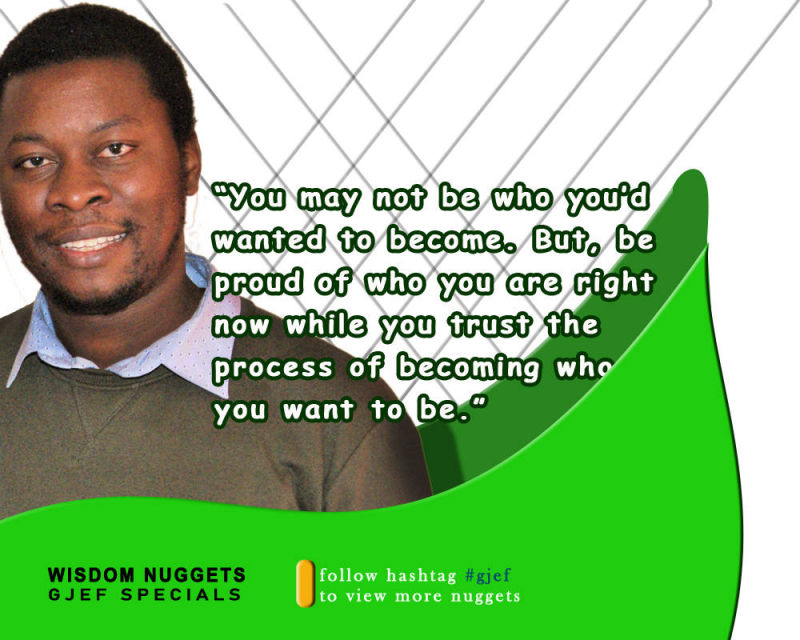 “You may not be who you'd
wanted to become. But, be
proud of who you are right
now while you trust the
process of becoming who
you want to be.”
WISDOM NUGGETS
GJEF SPECIALS
follow hashtag #gjef
to view more nuggets